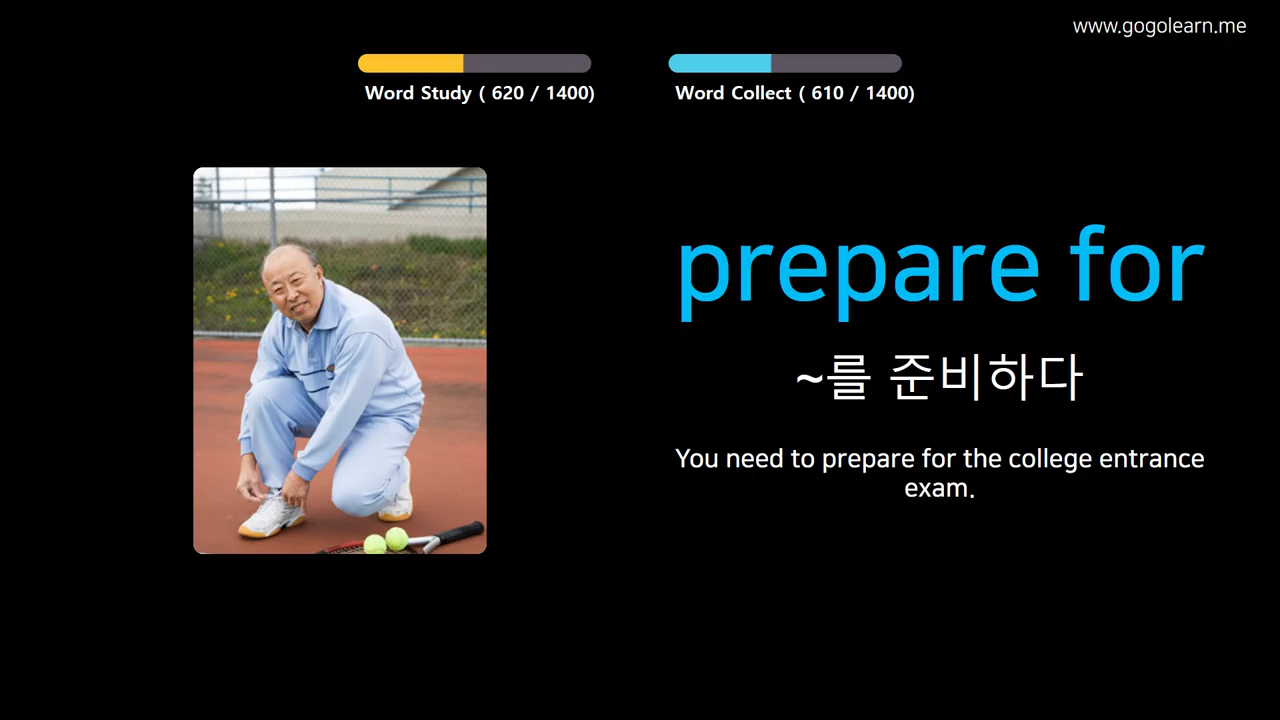 www.gogolearn.me
Word Study ( 620 / 1400)
Word Collect ( 610 / 1400)
prepare for
~를 준비하다
You need to prepare for the college entrance
exam.